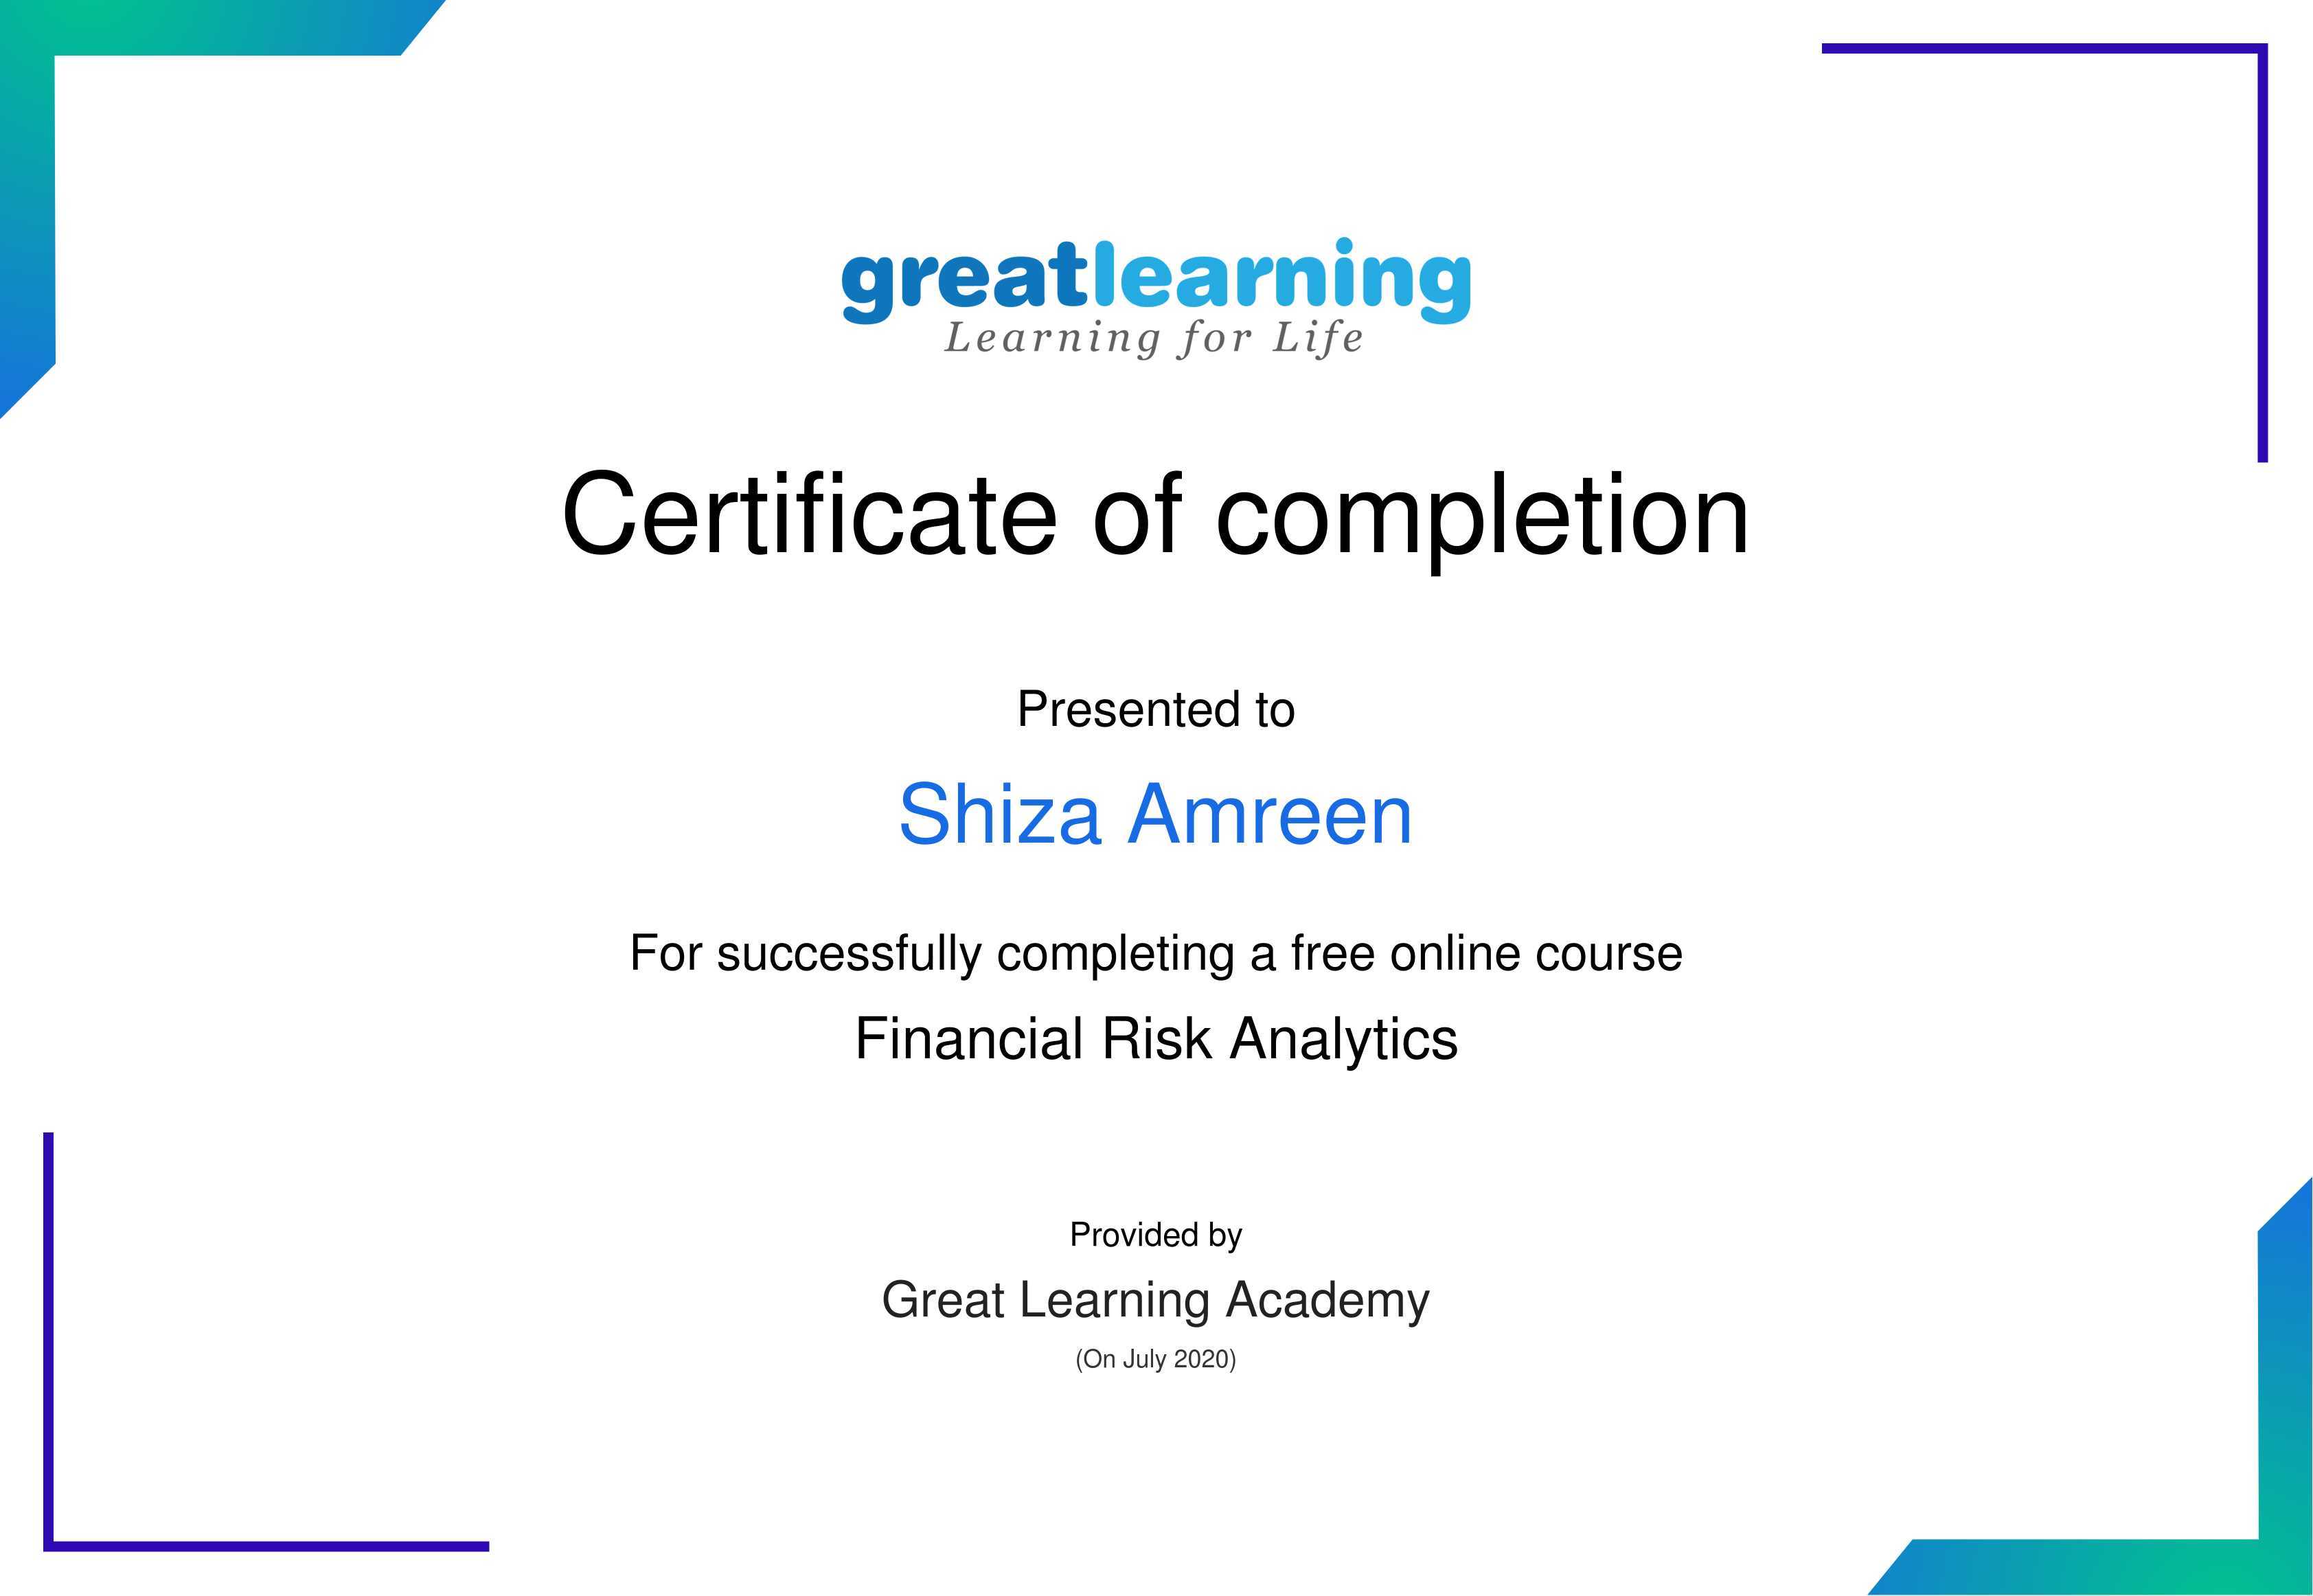 greatlearning
Learning for Life
Certificate of completion
Presented to
Shiza Amreen
For successfully completing a free online course
Financial Risk Analytics
Provided by
Great Learning Academy
(On July 2020)